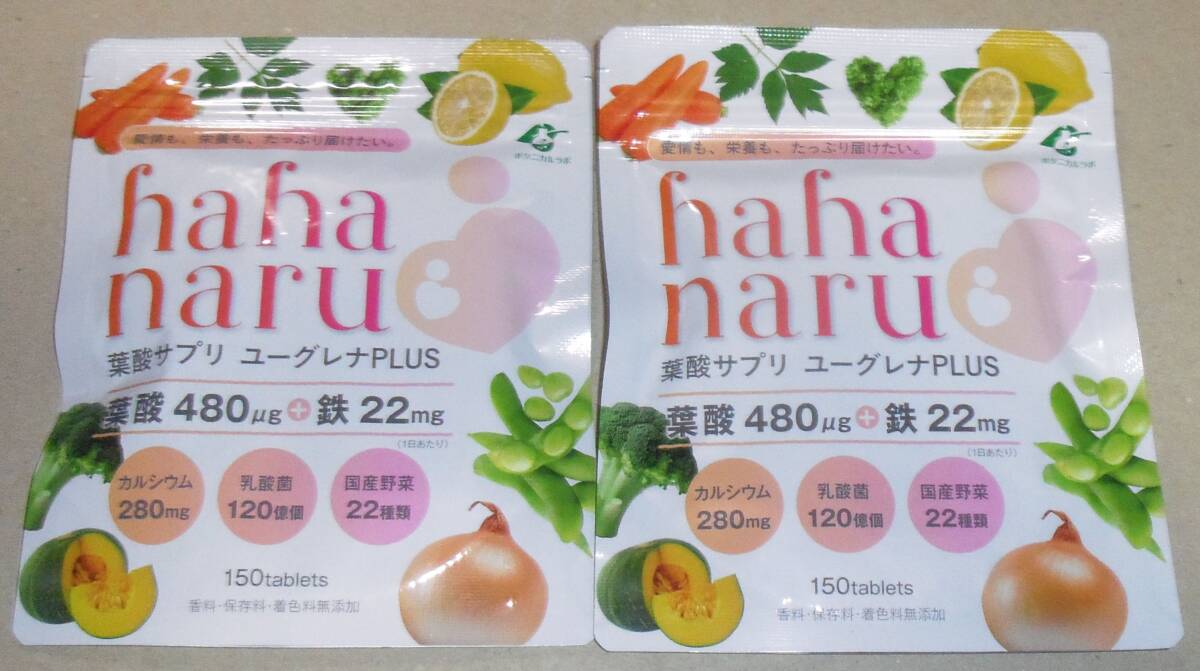 愛情も、栄養も、たっぷり届けたい。
ボタニカルラボ
haha
naru
葉酸サプリ ユーグレナPLUS
葉酸 480μg + 鉄 22mg
(1日あたり)
カルシウム
280mg
乳酸菌
120億個
国産野菜
22種類
150tablets
香料・保存料・着色料無添加
愛情も、栄養も、たっぷり届けたい。
ボタニカルラボ
haha
naru
葉酸サプリ ユーグレナPLUS
葉酸 480μg + 鉄 22mg
(1日あたり)
カルシウム
280mg
乳酸菌
120億個
国産野菜
22種類
150tablets
香料・保存料・着色料無添加